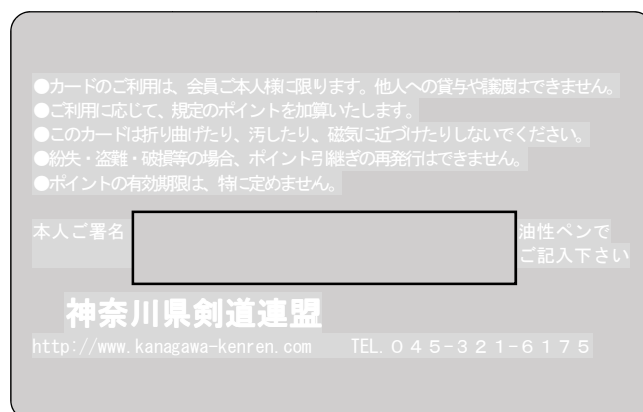 ●カードのご利用は、会員ご本人様に限ります。他人への貸与や譲度はできません。
●ご利用に応じて、規定のポイントを加算いたします。
●このカードは折り曲げたり、汚したり、磁気に近づけたりしないでください。
●紛失・盗難・破損等の場合、ポイント引継ぎの再発行はできません。
●ポイントの有効期限は、特に定めません。
本人ご署名 油性ペンで
ご記入下さい
神奈川県剣道連盟
http://www.kanagawa-kenren.com TEL.０４５−３２１−６１７５